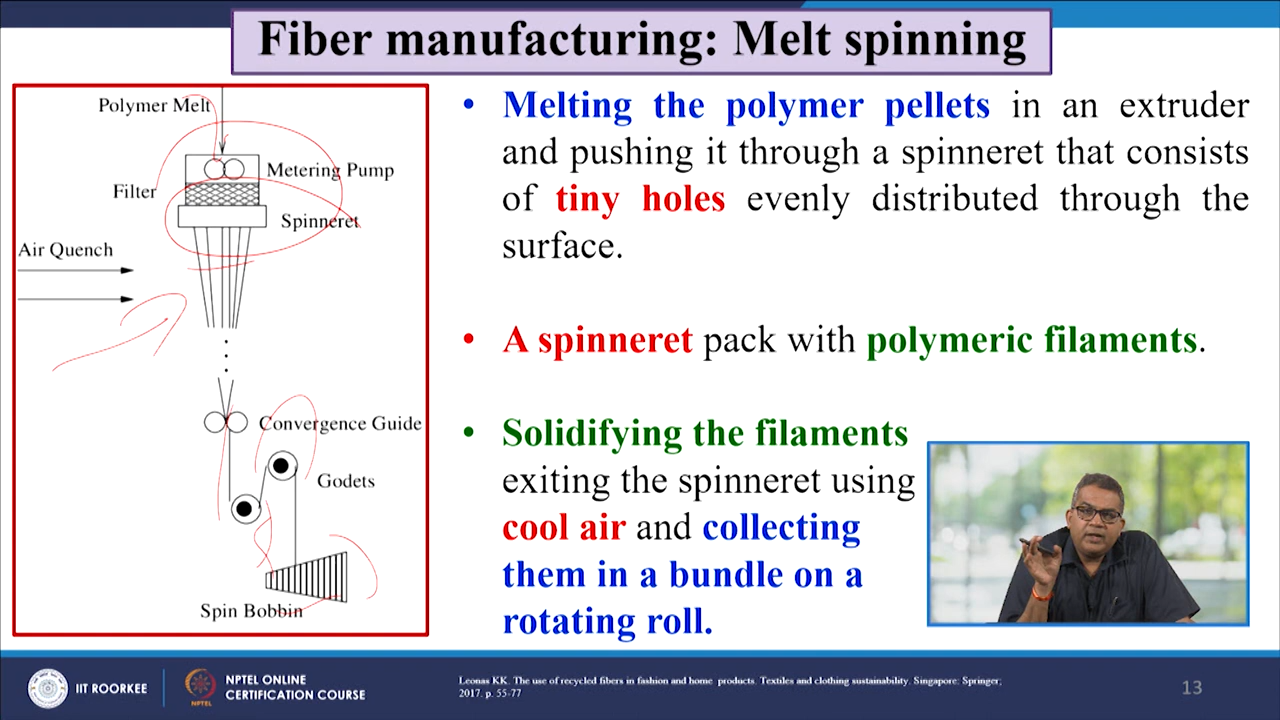 Fiber manufacturing: Melt spinning
Polymer Melt
Metering Pump
Filter
Spinneret
Air Quench
Convergence Guide
Godets
Spin Bobbin
• Melting the polymer pellets in an extruder
and pushing it through a spinneret that consists
of tiny holes evenly distributed through the
surface.
• A spinneret pack with polymeric filaments.
• Solidifying the filaments
exiting the spinneret using
cool air and collecting
them in a bundle on a
rotating roll.
IIT ROORKEE
NPTEL
NPTEL ONLINE
CERTIFICATION COURSE
Leonas KK. The use of recycled fibers in fashion and home products. Textiles and clothing sustainability. Singapore: Springer;
2017. p. 55-77
13